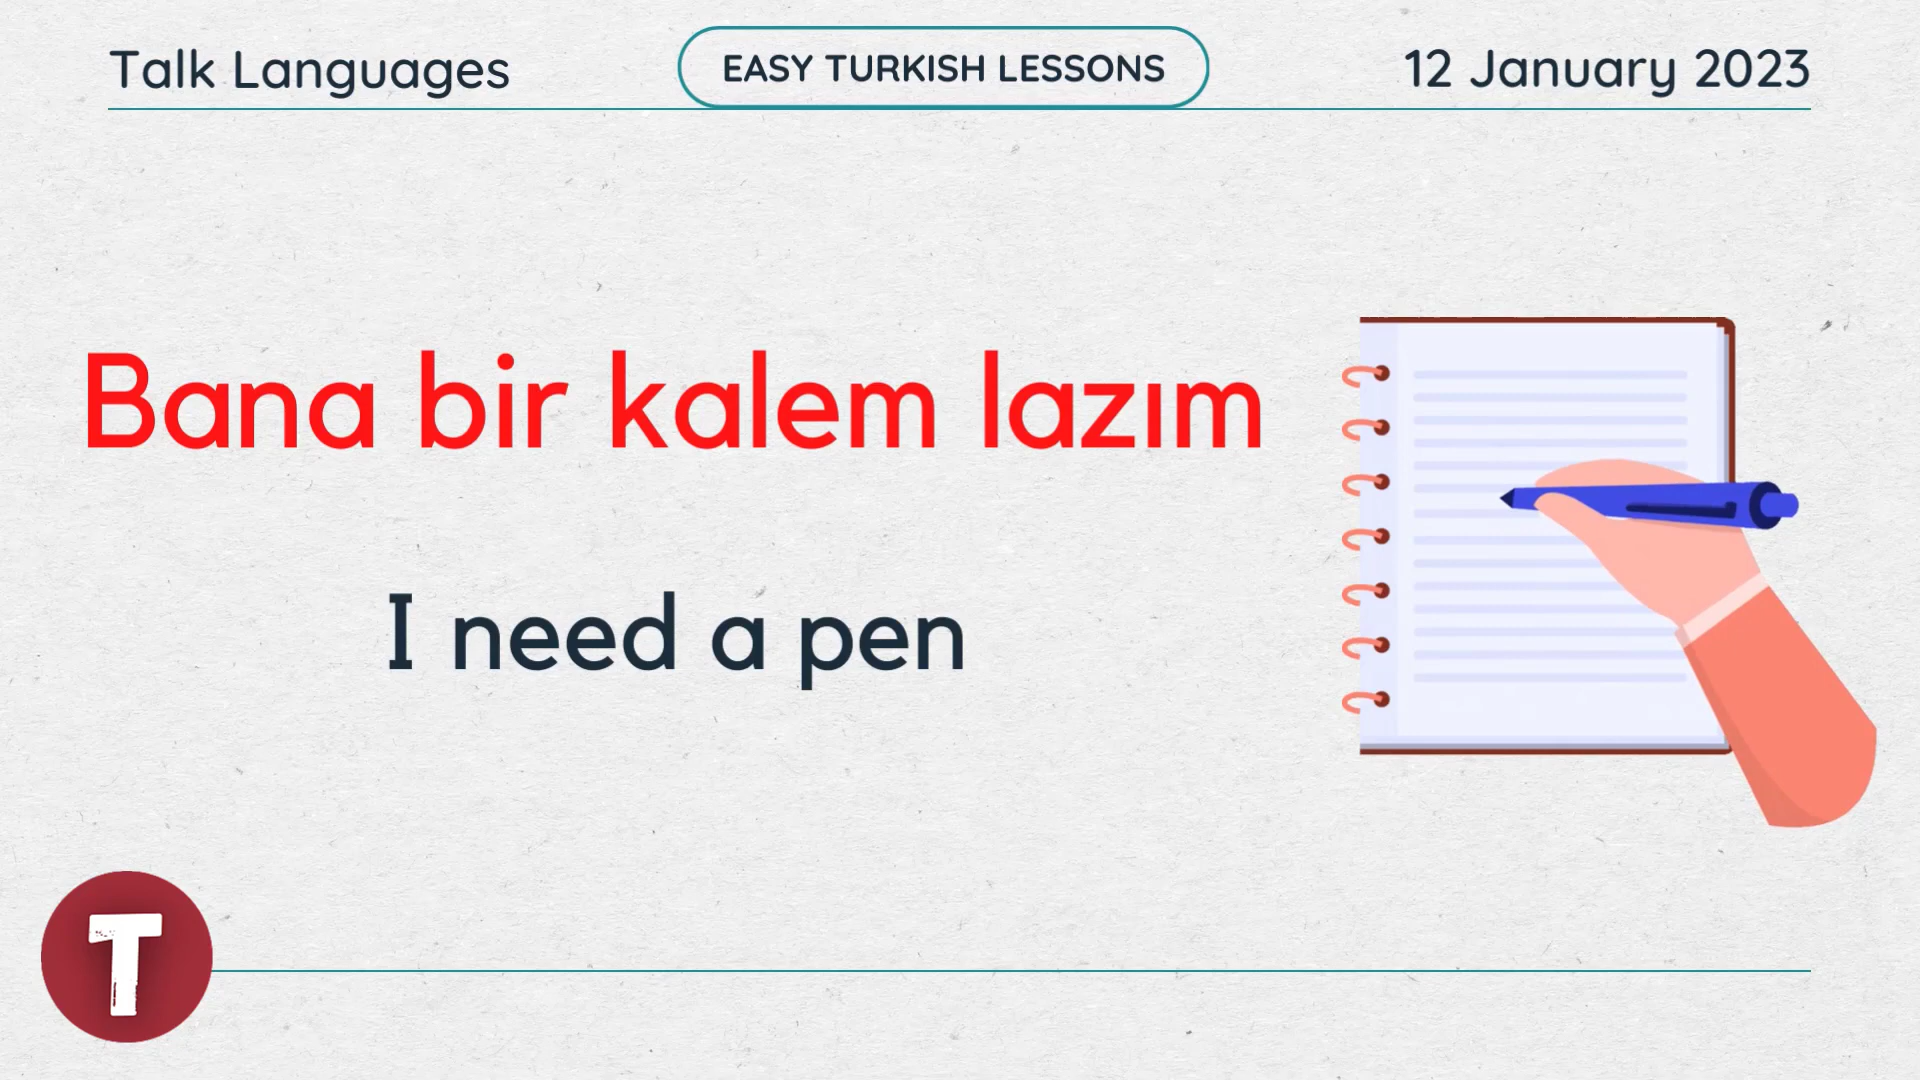 Talk Languages
EASY TURKISH LESSONS
12 January 2023
Bana bir kalem lazım
I need a pen
T